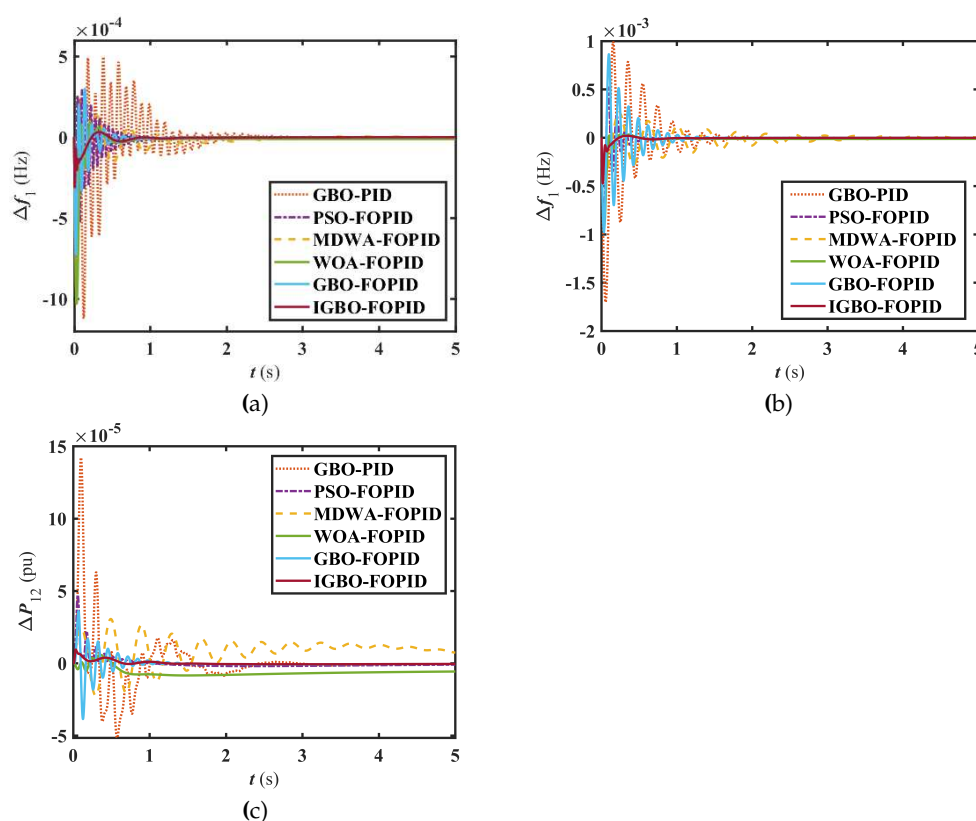 ×10⁻⁴
5
0
-5
-10
Δf₁ (Hz)
GBO-PID
PSO-FOPID
MDWA-FOPID
WOA-FOPID
GBO-FOPID
IGBO-FOPID
0 1 2 3 4 5
t (s)
(a)
×10⁻³
1
0.5
0
-0.5
-1
-1.5
-2
Δf₁ (Hz)
GBO-PID
PSO-FOPID
MDWA-FOPID
WOA-FOPID
GBO-FOPID
IGBO-FOPID
0 1 2 3 4 5
t (s)
(b)
×10⁻⁵
15
10
5
0
-5
ΔP₁₂ (pu)
GBO-PID
PSO-FOPID
MDWA-FOPID
WOA-FOPID
GBO-FOPID
IGBO-FOPID
0 1 2 3 4 5
t (s)
(c)